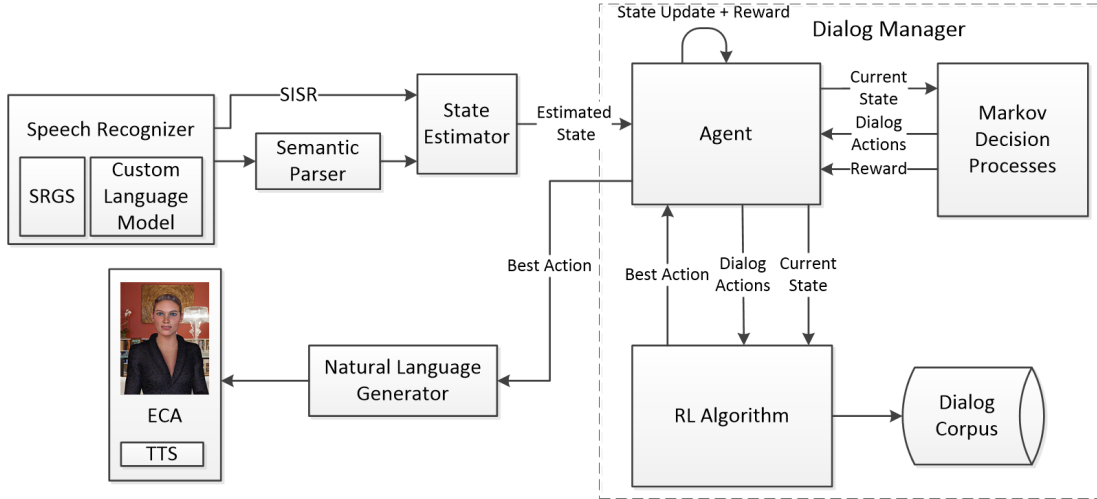 State Update + Reward
Dialog Manager
Speech Recognizer
SRGS
Custom
Language
Model
SISR
Semantic
Parser
State
Estimator
Estimated
State
Agent
Current
State
Dialog
Actions
Reward
Markov
Decision
Processes
Best Action
Best Action
Dialog
Actions
Current
State
ECA
TTS
Natural Language
Generator
RL Algorithm
Dialog
Corpus